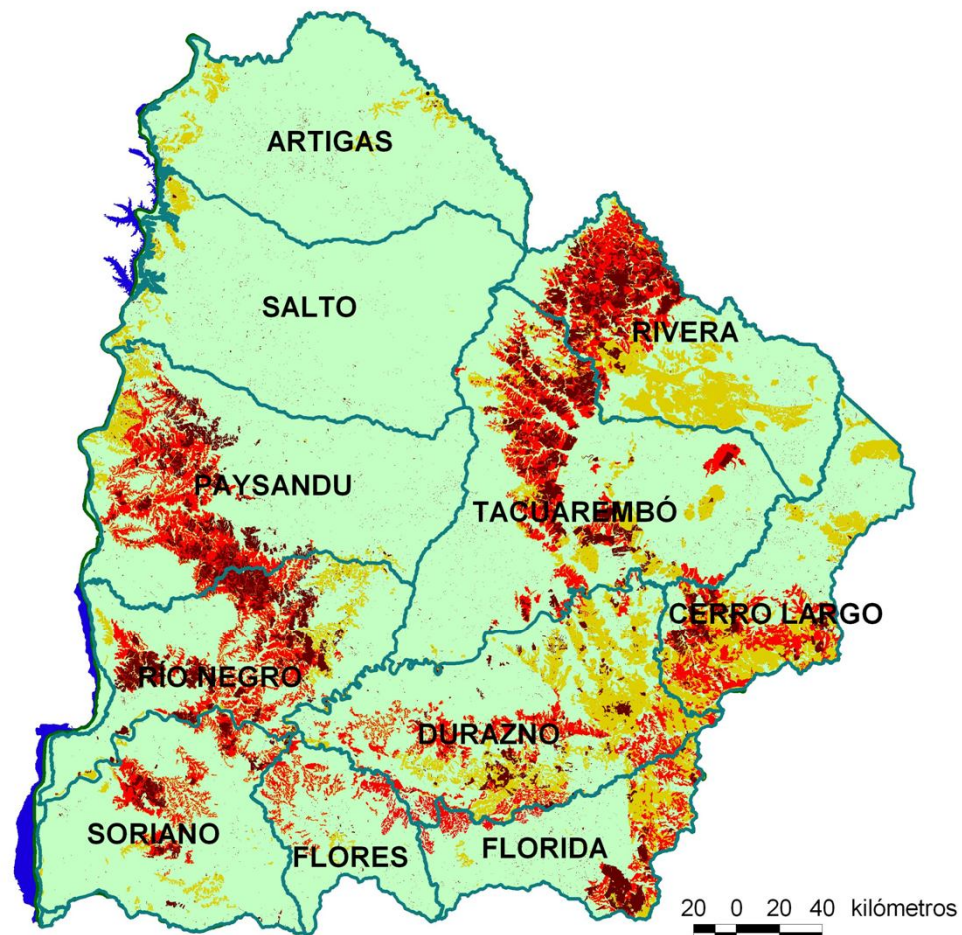 ARTIGAS
SALTO
RIVERA
PAYSANDU
TACUAREMBÓ
CERRO LARGO
RÍO NEGRO
DURAZNO
SORIANO
FLORES
FLORIDA
20 0 20 40 kilómetros